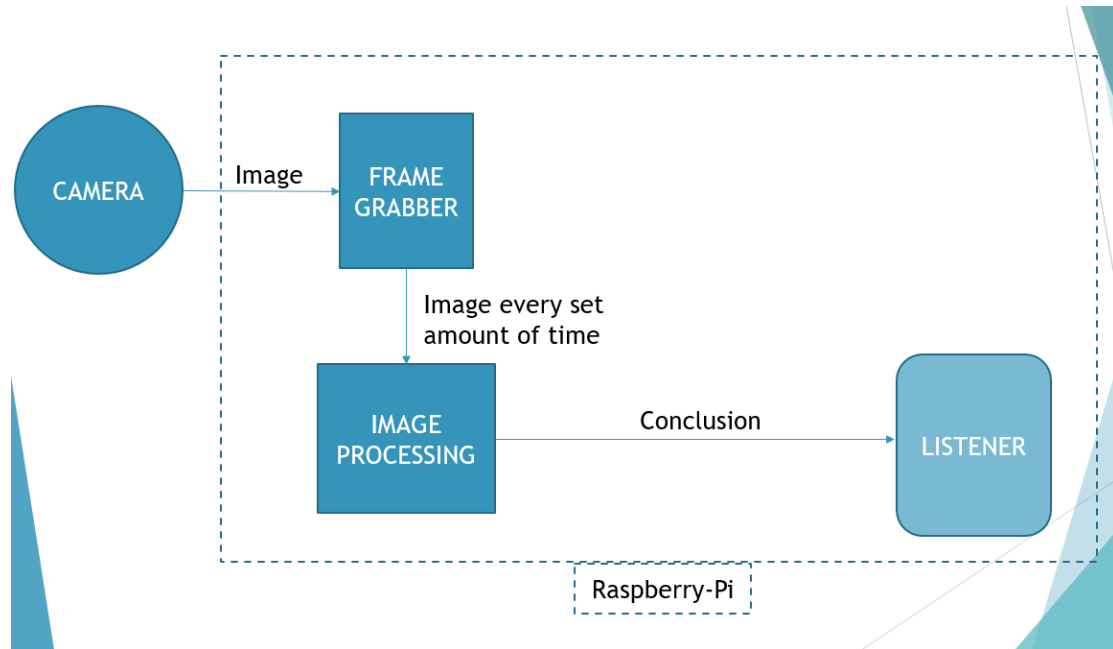 CAMERA
Image
FRAME
GRABBER
Image every set
amount of time
IMAGE
PROCESSING
Conclusion
LISTENER
Raspberry-Pi